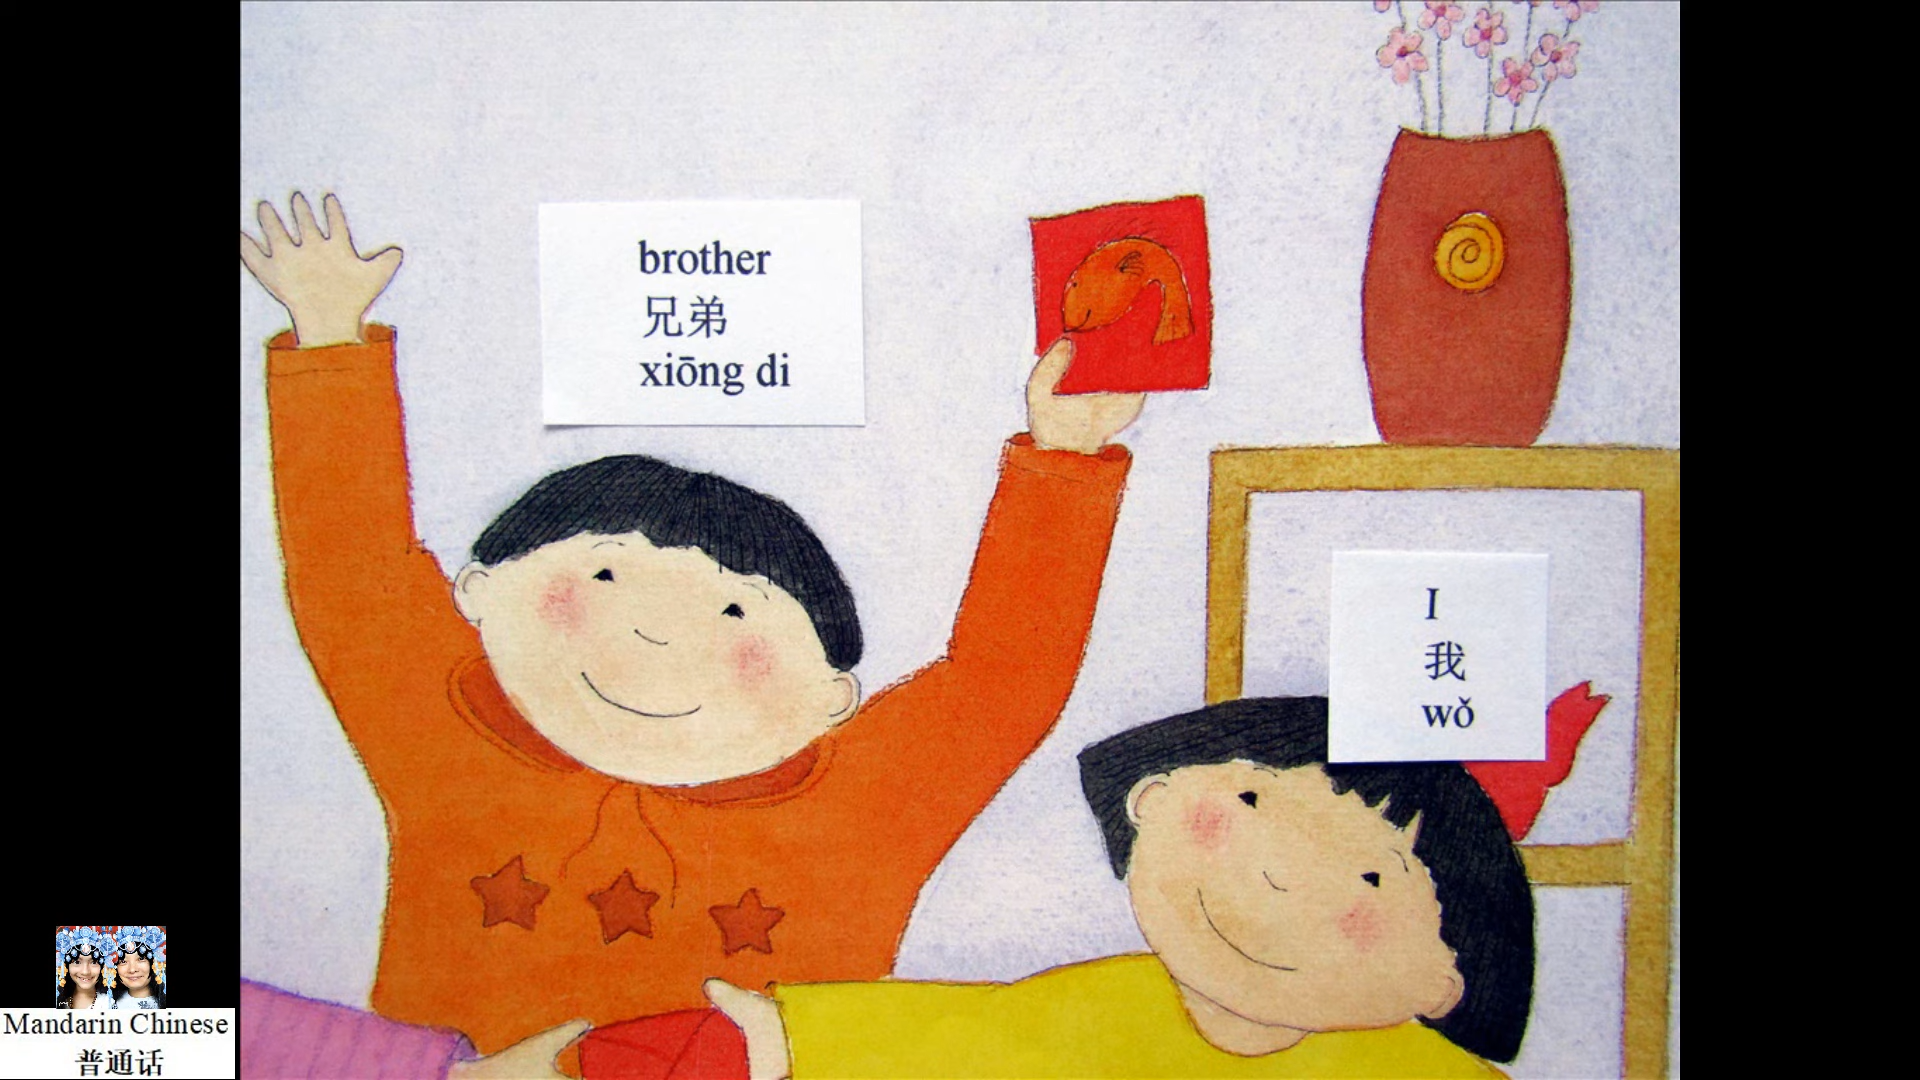 brother
兄弟
xiōng di
I
我
wǒ
Mandarin Chinese
普通话